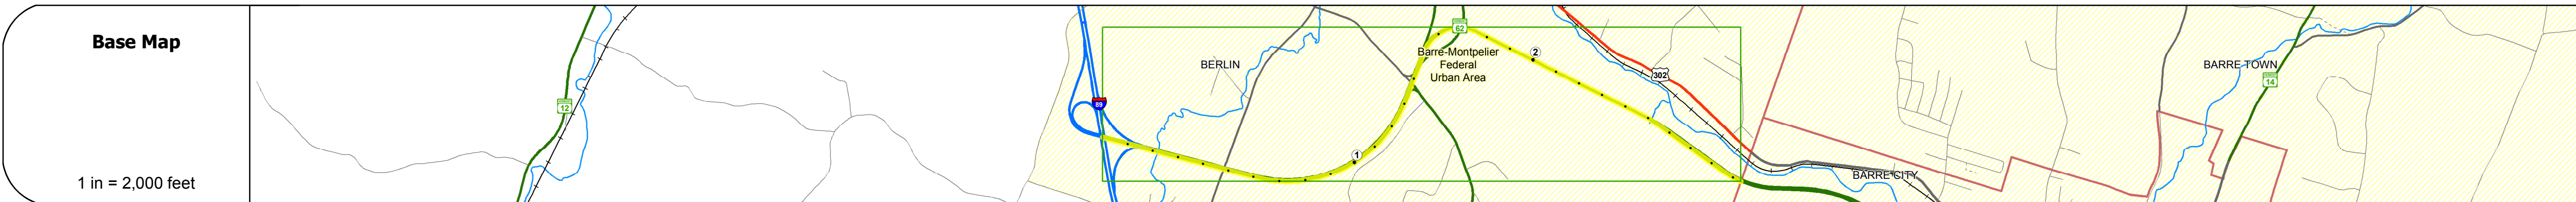 Base Map
1 in = 2,000 feet
12
89
BERLIN
1
62
Barre-Montpelier
Federal
Urban Area
2
302
BARRE CITY
BARRE TOWN
14